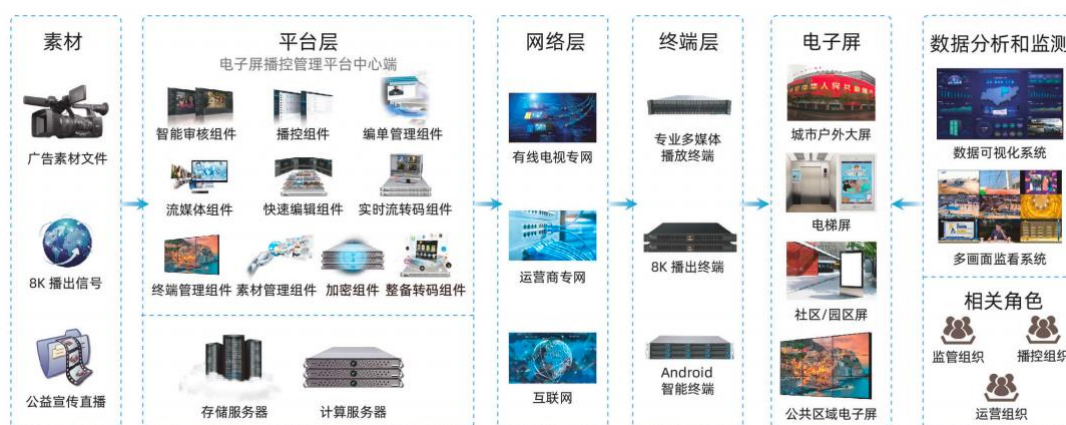 素材
广告素材文件
8K 播出信号
公益宣传直播
平台层
电子屏播控管理平台中心端
智能审核组件
播控组件
编单管理组件
流媒体组件
快速编辑组件
实时流转码组件
终端管理组件
素材管理组件
加密组件
整备转码组件
存储服务器
计算服务器
网络层
有线电视专网
运营商专网
互联网
终端层
专业多媒体
播放终端
8K 播出终端
Android
智能终端
电子屏
城市户外大屏
电梯屏
社区/园区屏
公共区域电子屏
数据分析和监测
数据可视化系统
多画面监看系统
相关角色
监管组织
播控组织
运营组织